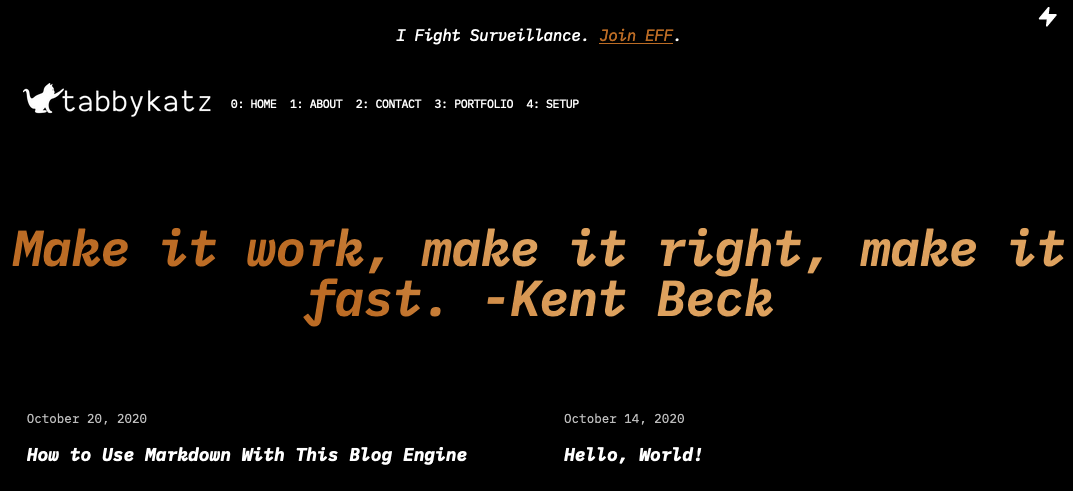 I Fight Surveillance. Join EFF.
tabbykatz 0: HOME 1: ABOUT 2: CONTACT 3: PORTFOLIO 4: SETUP
Make it work, make it right, make it
fast. -Kent Beck
October 20, 2020 October 14, 2020
How to Use Markdown With This Blog Engine Hello, World!